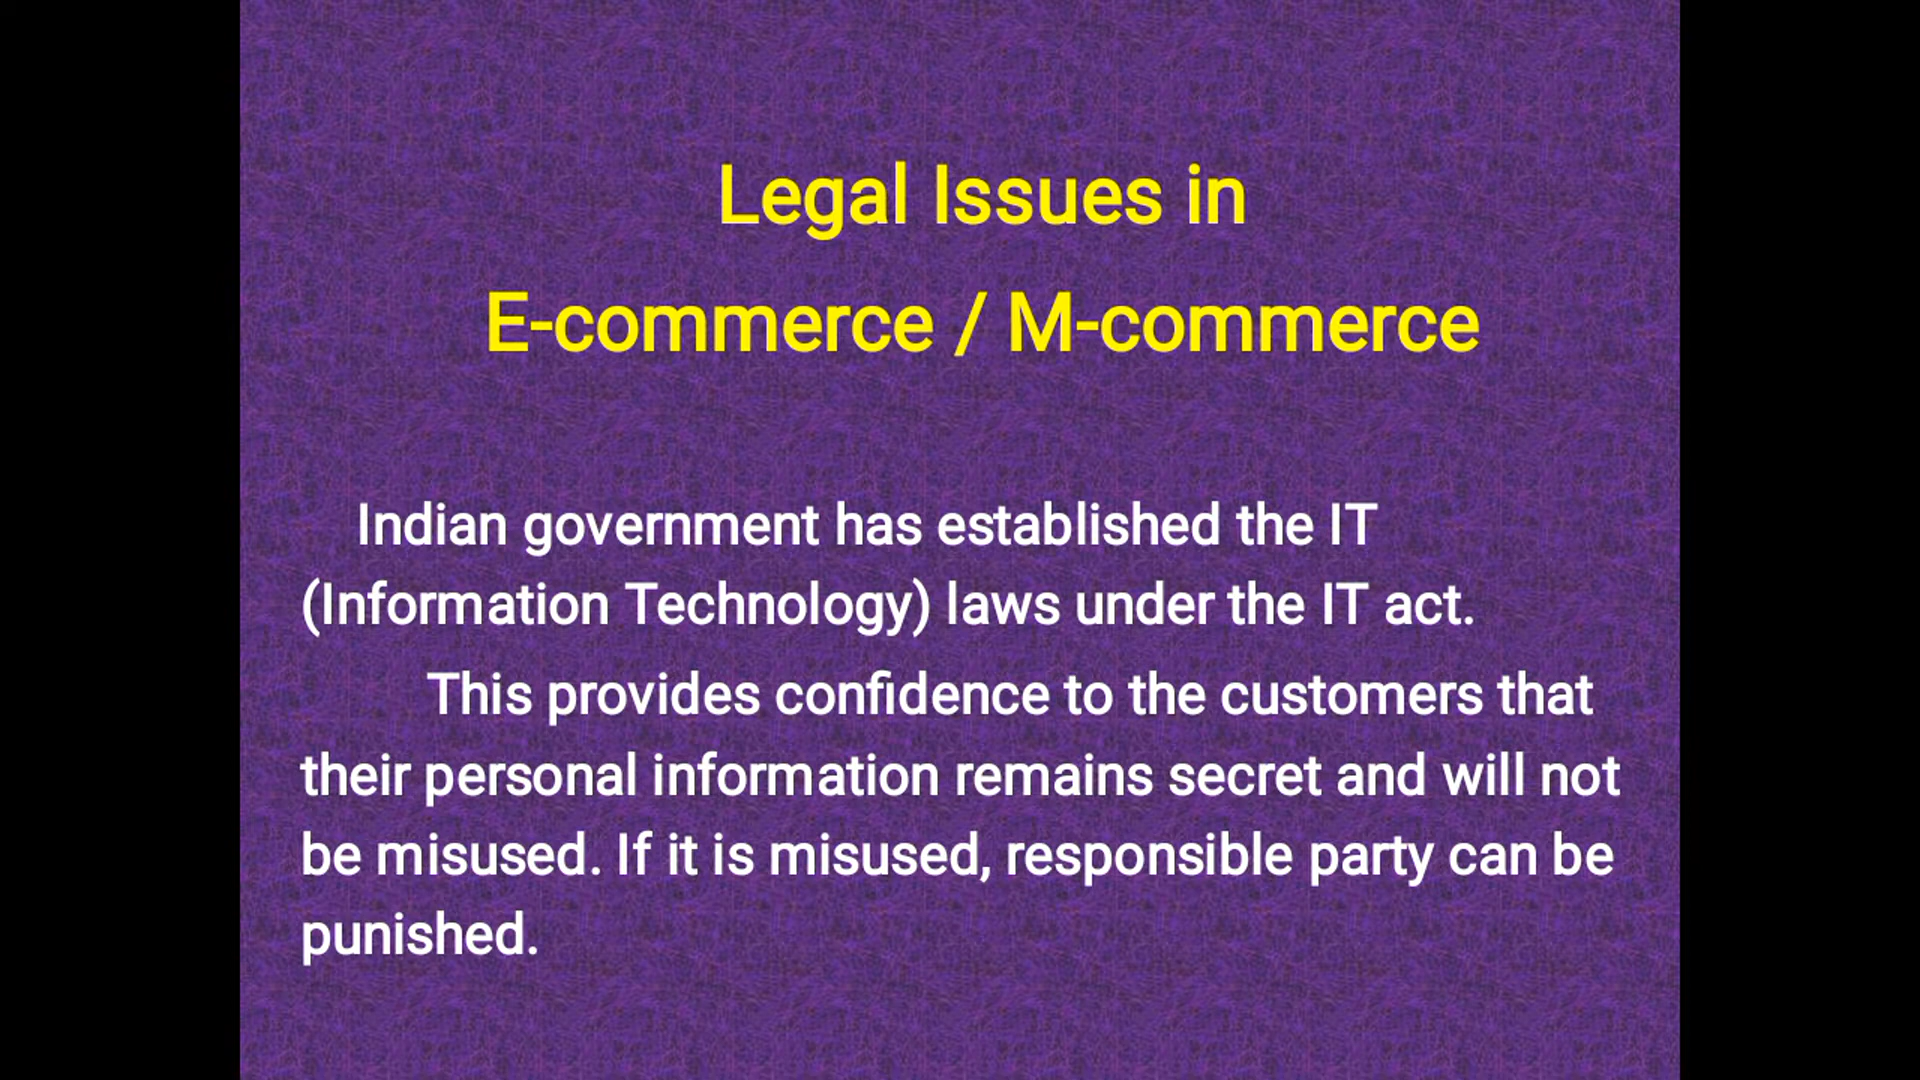 Legal Issues in
E-commerce / M-commerce
Indian government has established the IT
(Information Technology) laws under the IT act.
This provides confidence to the customers that
their personal information remains secret and will not
be misused. If it is misused, responsible party can be
punished.